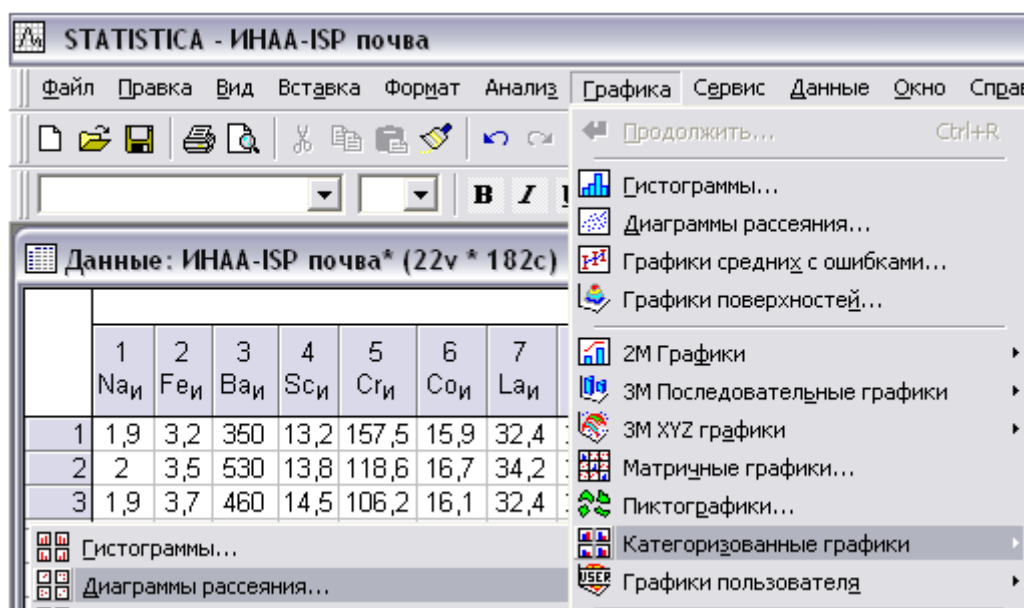 STATISTICA - ИНАА-ISP почва
Файл Правка Вид Вставка Формат Анализ Графика Сервис Данные Окно Справ
Продолжить... Ctrl+R
B I
Гистограммы...
Диаграммы рассеяния...
Графики средних с ошибками...
Графики поверхностей...
Данные: ИНАА-ISP почва* (22v * 182c)
1 2 3 4 5 6 7
Naи Feи Baи Scи Crи Coи Laи
1 1,9 3,2 350 13,2 157,5 15,9 32,4
2 2 3,5 530 13,8 118,6 16,7 34,2
3 1,9 3,7 460 14,5 106,2 16,1 32,4
2М Графики
3М Последовательные графики
3М XYZ графики
Матричные графики...
Пиктографики...
Категоризованные графики
USER Графики пользователя
Гистограммы...
Диаграммы рассеяния...